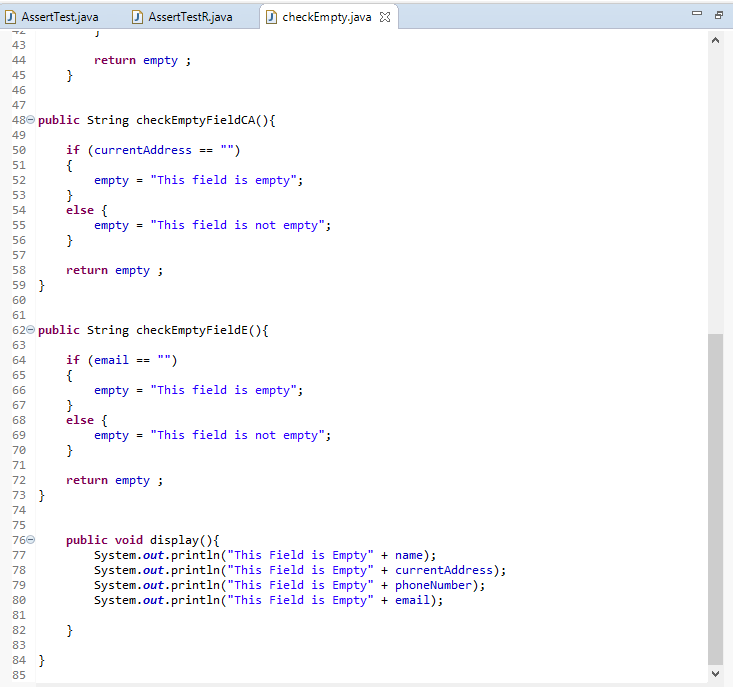 AssertTest.java AssertTestR.java checkEmpty.java
42 }
43
44 return empty ;
45 }
46
47
48 public String checkEmptyFieldCA(){
49
50 if (currentAddress == "")
51 {
52 empty = "This field is empty";
53 }
54 else {
55 empty = "This field is not empty";
56 }
57
58 return empty ;
59 }
60
61
62 public String checkEmptyFieldE(){
63
64 if (email == "")
65 {
66 empty = "This field is empty";
67 }
68 else {
69 empty = "This field is not empty";
70 }
71
72 return empty ;
73 }
74
75
76 public void display(){
77 System.out.println("This Field is Empty" + name);
78 System.out.println("This Field is Empty" + currentAddress);
79 System.out.println("This Field is Empty" + phoneNumber);
80 System.out.println("This Field is Empty" + email);
81
82 }
83
84 }
85